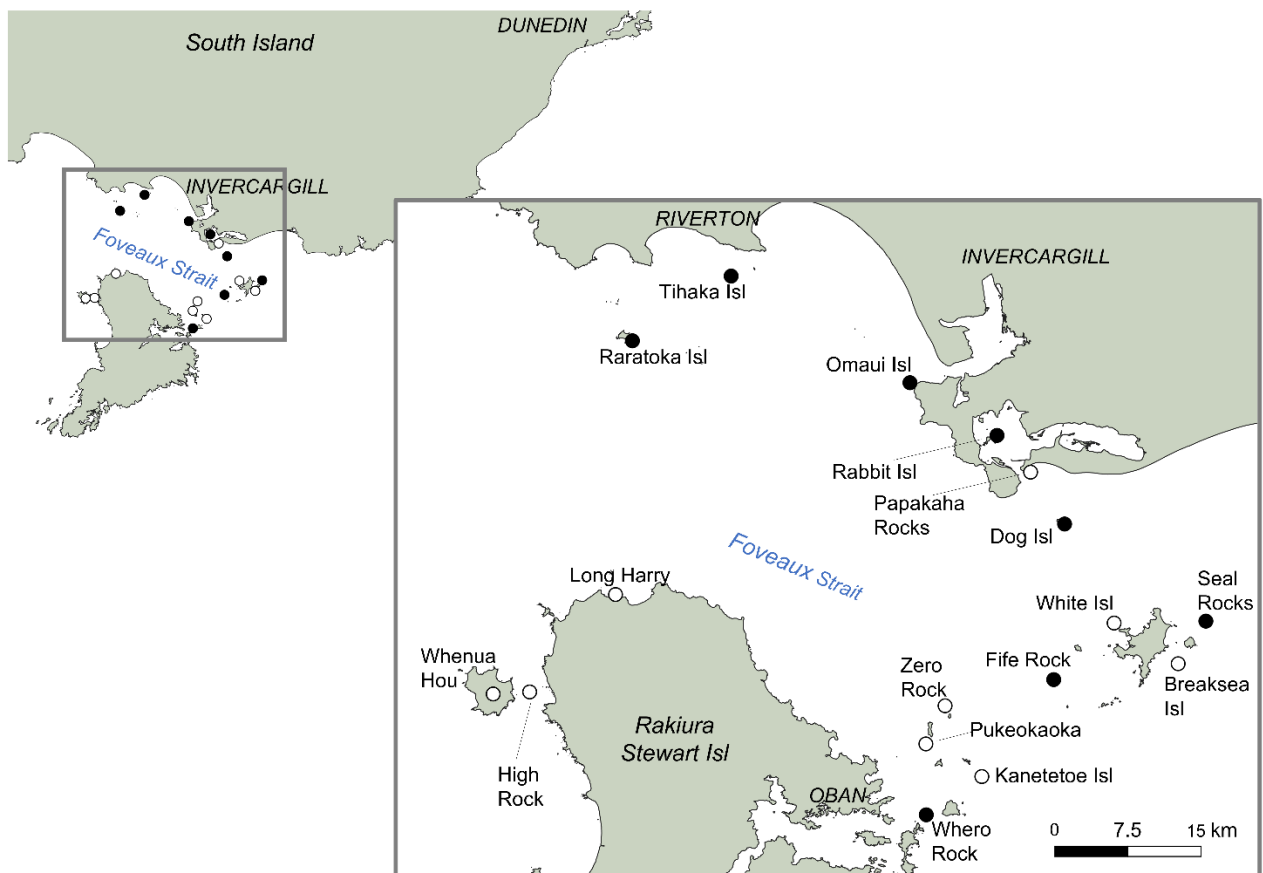 South Island
DUNEDIN
INVERCARGILL
Foveaux Strait
RIVERTON
INVERCARGILL
Tihaka Isl
Raratoka Isl
Omaui Isl
Rabbit Isl
Papakaha
Rocks
Dog Isl
Foveaux Strait
Long Harry
White Isl
Seal
Rocks
Whenua
Hou
Zero
Rock
Fife Rock
Breaksea
Isl
Rakiura
Stewart Isl
Pukeokaoka
High
Rock
Kanetetoe Isl
OBAN
Whero
Rock
0 7.5 15 km